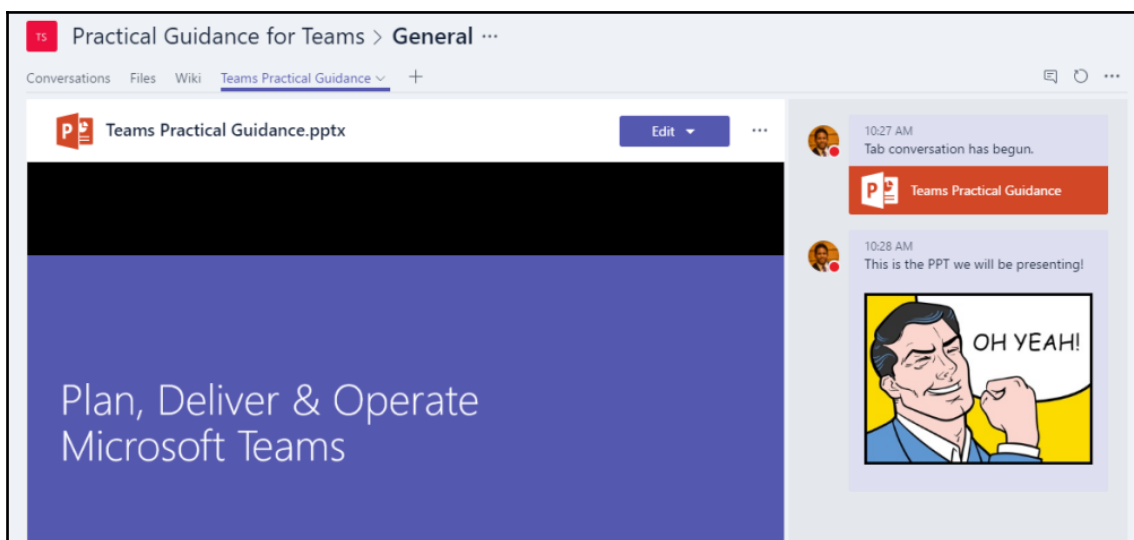 TS
Practical Guidance for Teams > General ...
Conversations Files Wiki Teams Practical Guidance +
Teams Practical Guidance.pptx
Edit
...
Plan, Deliver & Operate
Microsoft Teams
10:27 AM
Tab conversation has begun.
Teams Practical Guidance
10:28 AM
This is the PPT we will be presenting!
OH YEAH!